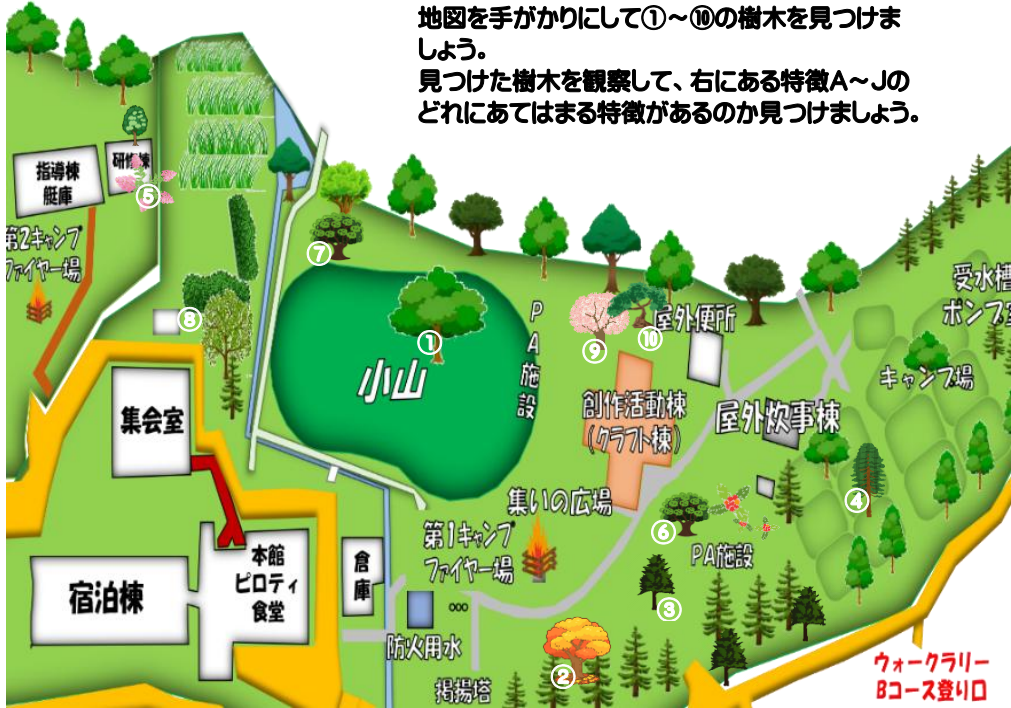 地図を手がかりにして①～⑩の樹木を見つけま
しょう。
見つけた樹木を観察して、右にある特徴A～Jの
どれにあてはまる特徴があるのか見つけましょう。
指導棟
艇庫
研修棟
⑤
第2キャンプ
ファイヤー場
⑦
⑧
①
小山
PA施設
⑨
⑩
屋外便所
受水槽
ポンプ室
キャンプ場
創作活動棟
(クラフト棟)
屋外炊事棟
集会室
集いの広場
④
第1キャンプ
ファイヤー場
⑥
PA施設
本館
ピロティ
食堂
倉庫
宿泊棟
③
防火用水
②
掲揚塔
ウォークラリー
Bコース登り口